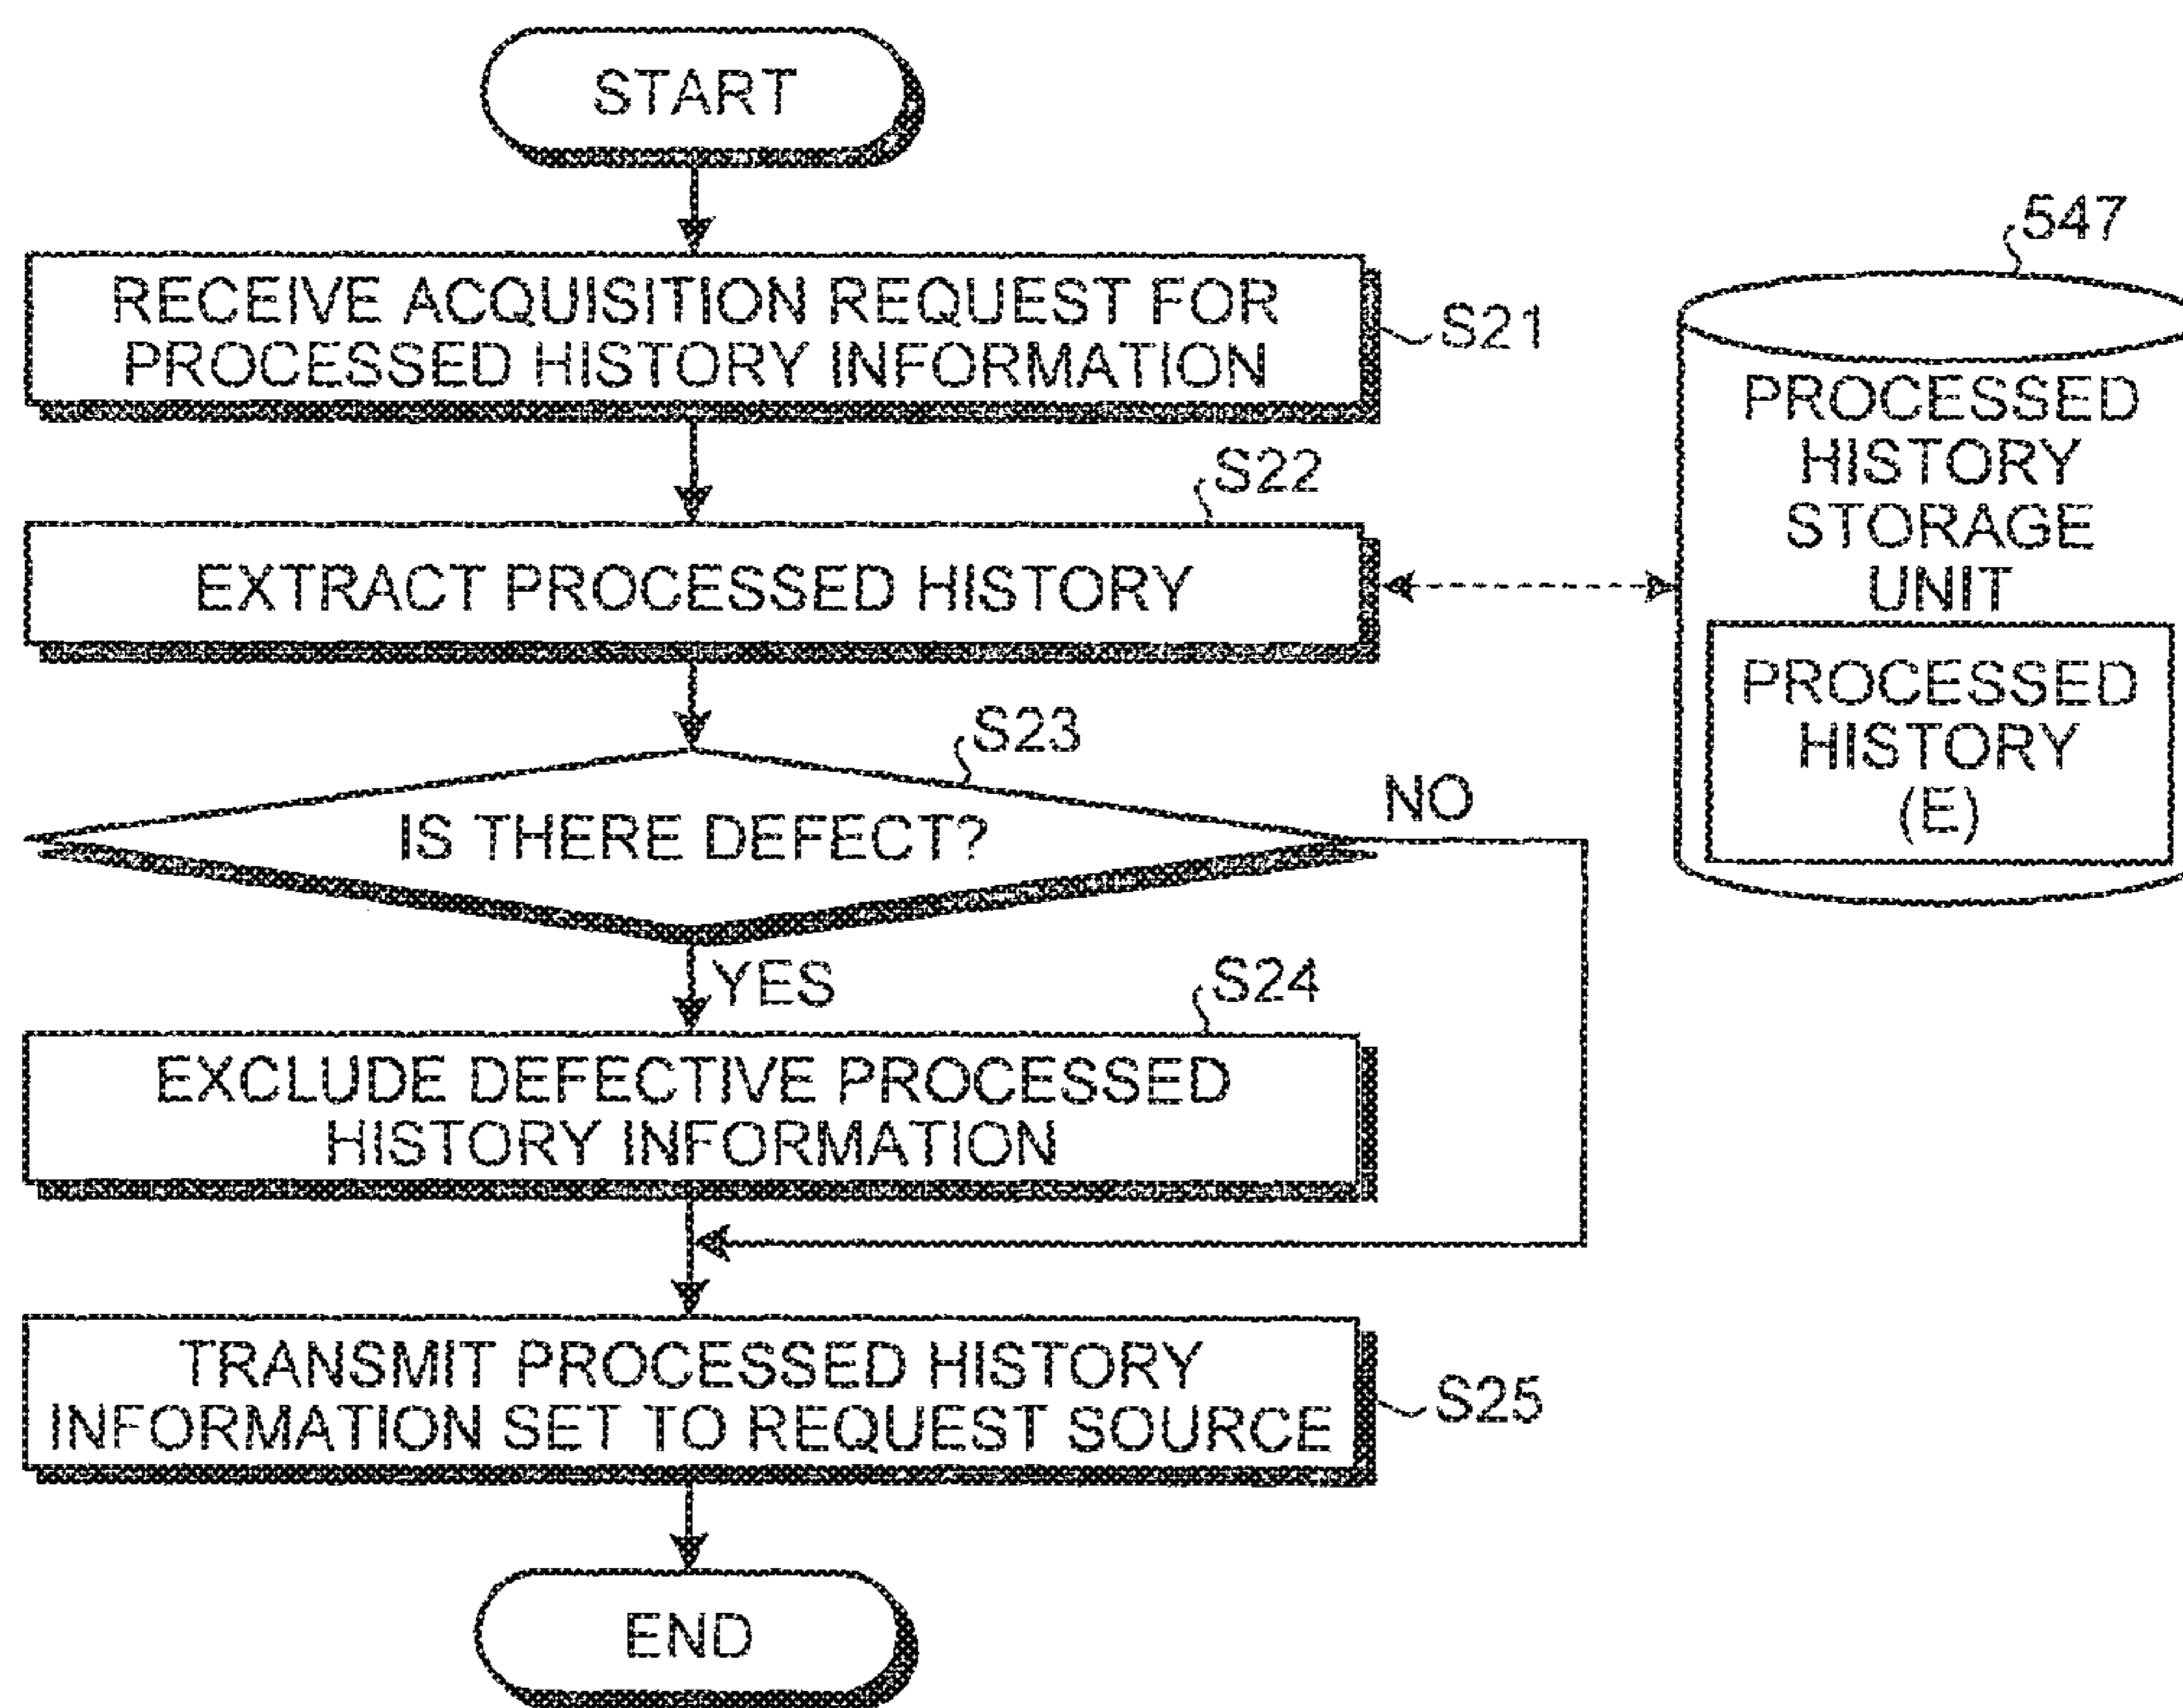 START
547
RECEIVE ACQUISITION REQUEST FOR
PROCESSED HISTORY INFORMATION
S21
PROCESSED
HISTORY
STORAGE
UNIT
S22
EXTRACT PROCESSED HISTORY
PROCESSED
HISTORY
(E)
S23
IS THERE DEFECT?
NO
YES
S24
EXCLUDE DEFECTIVE PROCESSED
HISTORY INFORMATION
TRANSMIT PROCESSED HISTORY
INFORMATION SET TO REQUEST SOURCE
S25
END